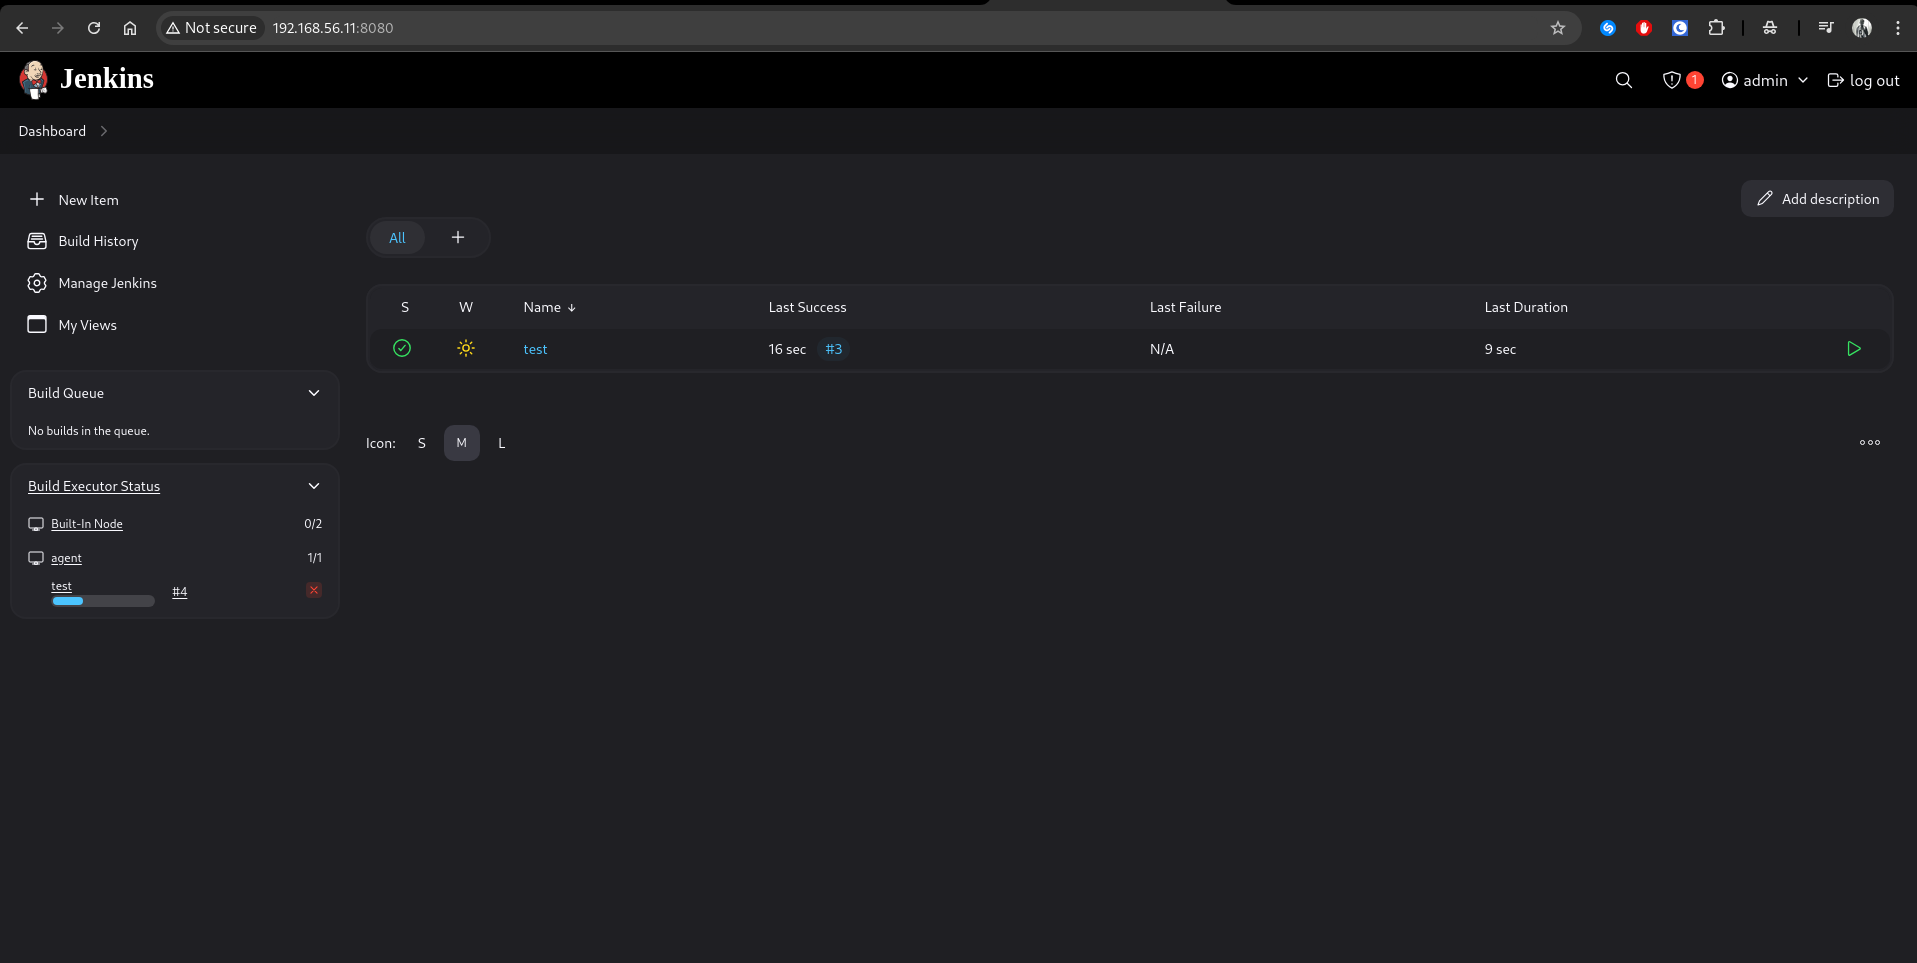 Not secure 192.168.56.11:8080
Jenkins
1 admin log out
Dashboard
New Item
Build History
Manage Jenkins
My Views
Build Queue
No builds in the queue.
Build Executor Status
Built-In Node 0/2
agent 1/1
test #4
Add description
All
S W Name ↓ Last Success Last Failure Last Duration
test 16 sec #3 N/A 9 sec
Icon: S M L